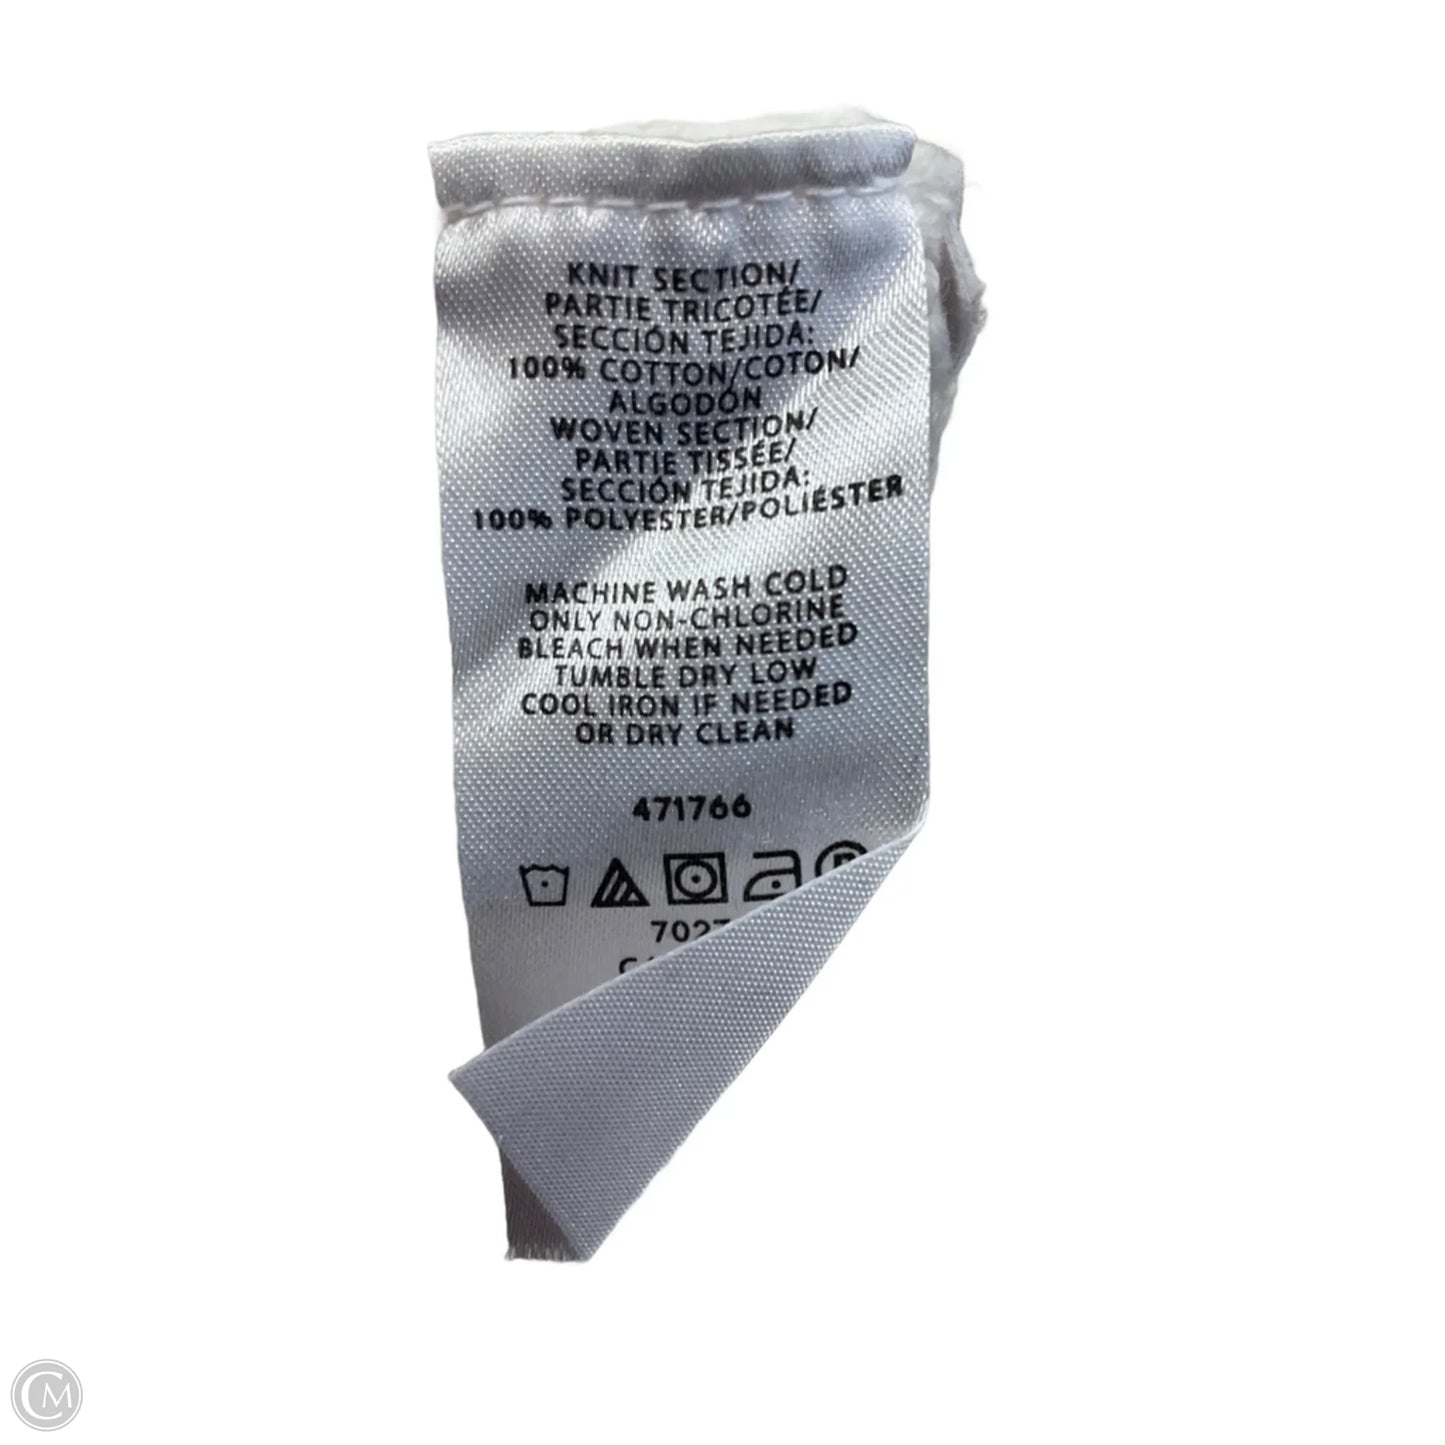 KNIT SECTION/
PARTIE TRICOTÉE/
SECCIÓN TEJIDA:
100% COTTON/COTON/
ALGODÓN
WOVEN SECTION/
PARTIE TISSÉE/
SECCIÓN TEJIDA:
100% POLYESTER/POLIÉSTER
MACHINE WASH COLD
ONLY NON-CHLORINE
BLEACH WHEN NEEDED
TUMBLE DRY LOW
COOL IRON IF NEEDED
OR DRY CLEAN
471766
CM